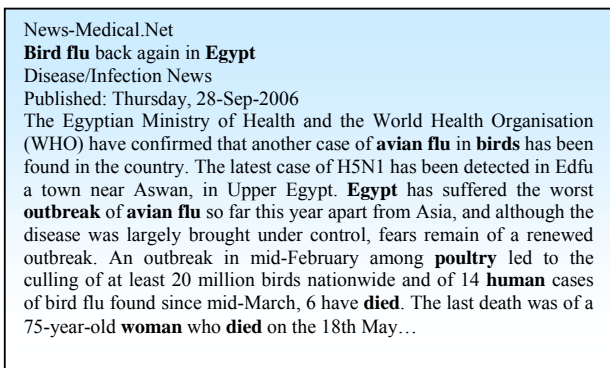 News-Medical.Net
Bird flu back again in Egypt
Disease/Infection News
Published: Thursday, 28-Sep-2006
The Egyptian Ministry of Health and the World Health Organisation
(WHO) have confirmed that another case of avian flu in birds has been
found in the country. The latest case of H5N1 has been detected in Edfu
a town near Aswan, in Upper Egypt. Egypt has suffered the worst
outbreak of avian flu so far this year apart from Asia, and although the
disease was largely brought under control, fears remain of a renewed
outbreak. An outbreak in mid-February among poultry led to the
culling of at least 20 million birds nationwide and of 14 human cases
of bird flu found since mid-March, 6 have died. The last death was of a
75-year-old woman who died on the 18th May…